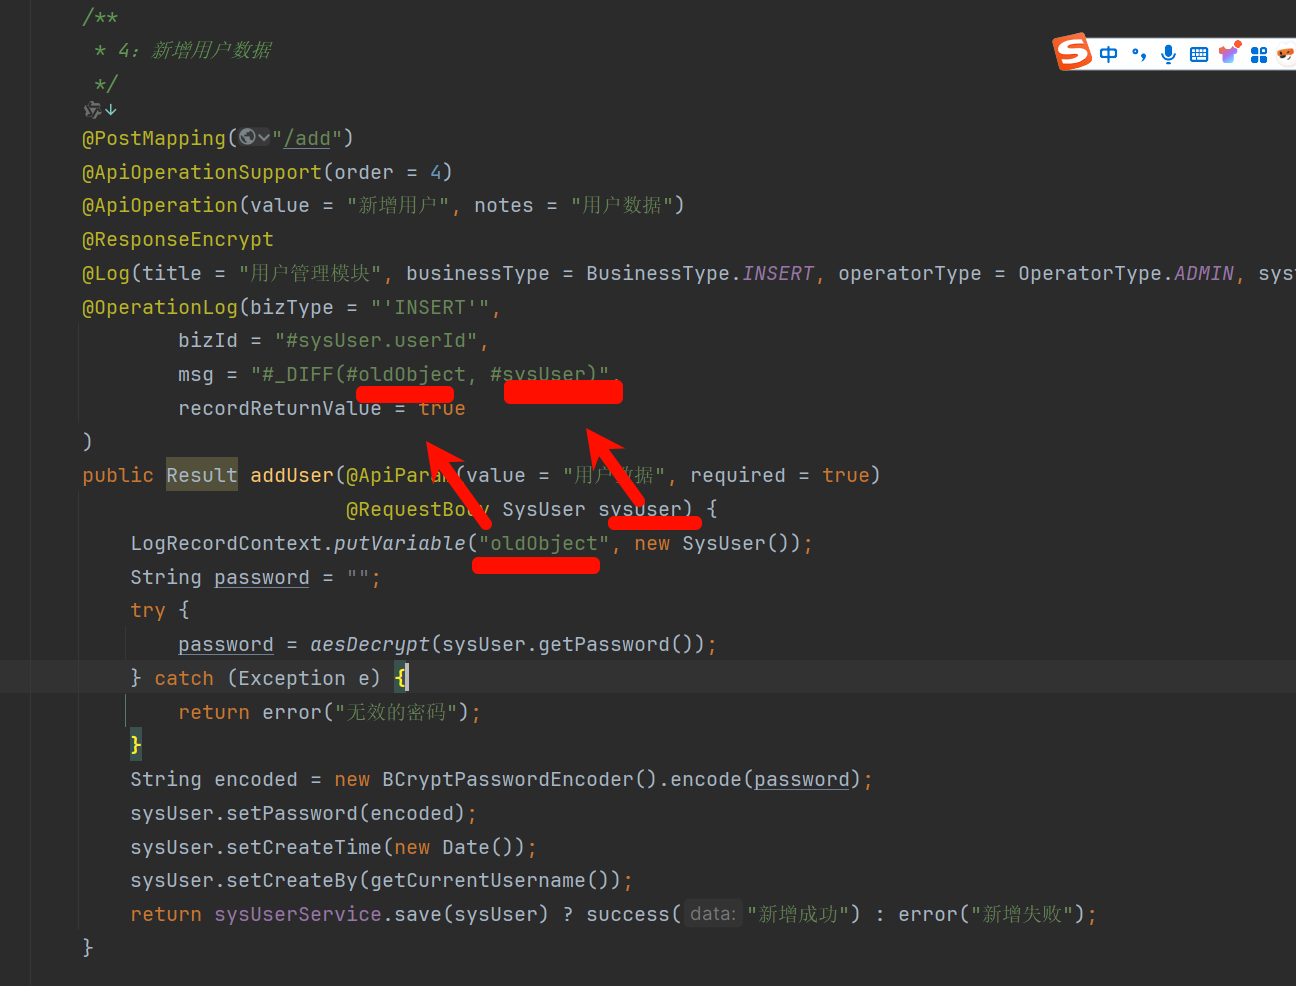 /**
* 4: 新增用户数据
*/
@PostMapping("/add")
@ApiOperationSupport(order = 4)
@ApiOperation(value = "新增用户", notes = "用户数据")
@ResponseEncrypt
@Log(title = "用户管理模块", businessType = BusinessType.INSERT, operatorType = OperatorType.ADMIN, sys
@OperationLog(bizType = "'INSERT'",
bizId = "#sysUser.userId",
msg = "#_DIFF(#oldObject, #sysUser)",
recordReturnValue = true
)
public Result addUser(@ApiParam(value = "用户数据", required = true)
@RequestBody SysUser sysUser) {
LogRecordContext.putVariable("oldObject", new SysUser());
String password = "";
try {
password = aesDecrypt(sysUser.getPassword());
} catch (Exception e) {
return error("无效的密码");
}
String encoded = new BCryptPasswordEncoder().encode(password);
sysUser.setPassword(encoded);
sysUser.setCreateTime(new Date());
sysUser.setCreateBy(getCurrentUsername());
return sysUserService.save(sysUser) ? success( data: "新增成功") : error("新增失败");
}
S 中